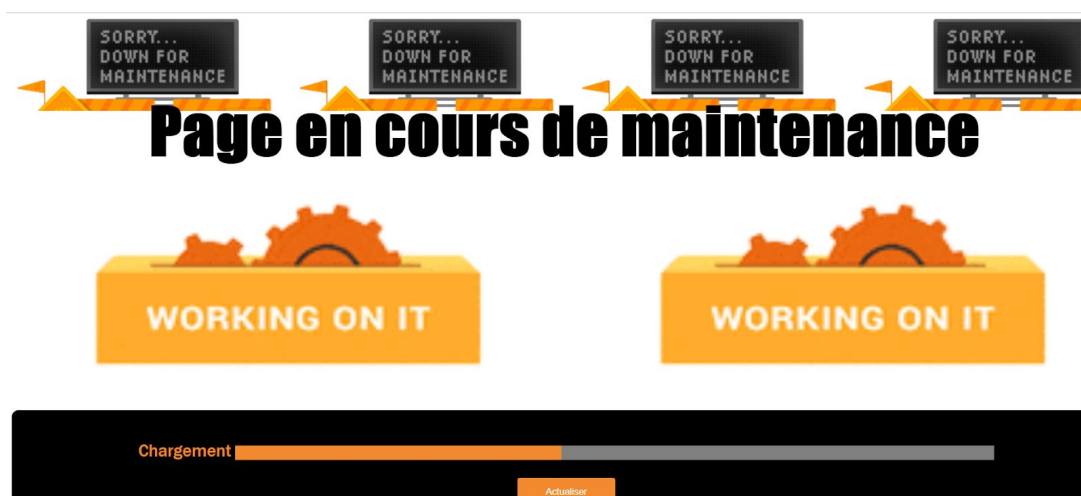 SORRY...
DOWN FOR
MAINTENANCE
SORRY...
DOWN FOR
MAINTENANCE
SORRY...
DOWN FOR
MAINTENANCE
SORRY...
DOWN FOR
MAINTENANCE
Page en cours de maintenance
WORKING ON IT
WORKING ON IT
Chargement
Actualiser